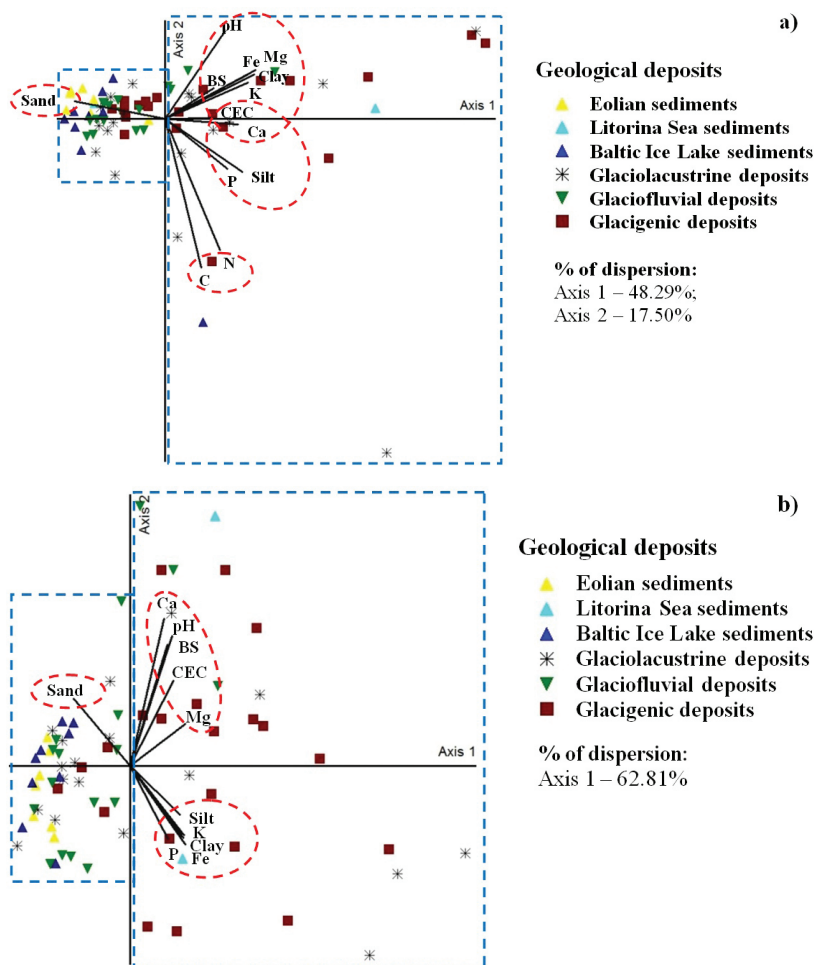 a)
Axis 2
pH
Mg
Fe
Clay
BS
K
Sand
CEC
Axis 1
Ca
Silt
P
N
C
Geological deposits
Eolian sediments
Litorina Sea sediments
Baltic Ice Lake sediments
Glaciolacustrine deposits
Glaciofluvial deposits
Glacigenic deposits
% of dispersion:
Axis 1 – 48.29%;
Axis 2 – 17.50%
b)
Axis 2
Ca
pH
BS
CEC
Sand
Mg
Axis 1
Silt
K
Clay
P Fe
Geological deposits
Eolian sediments
Litorina Sea sediments
Baltic Ice Lake sediments
Glaciolacustrine deposits
Glaciofluvial deposits
Glacigenic deposits
% of dispersion:
Axis 1 – 62.81%